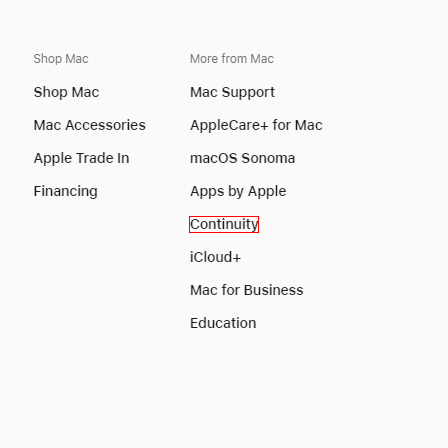 Shop Mac
Shop Mac
Mac Accessories
Apple Trade In
Financing
More from Mac
Mac Support
AppleCare+ for Mac
macOS Sonoma
Apps by Apple
Continuity
iCloud+
Mac for Business
Education